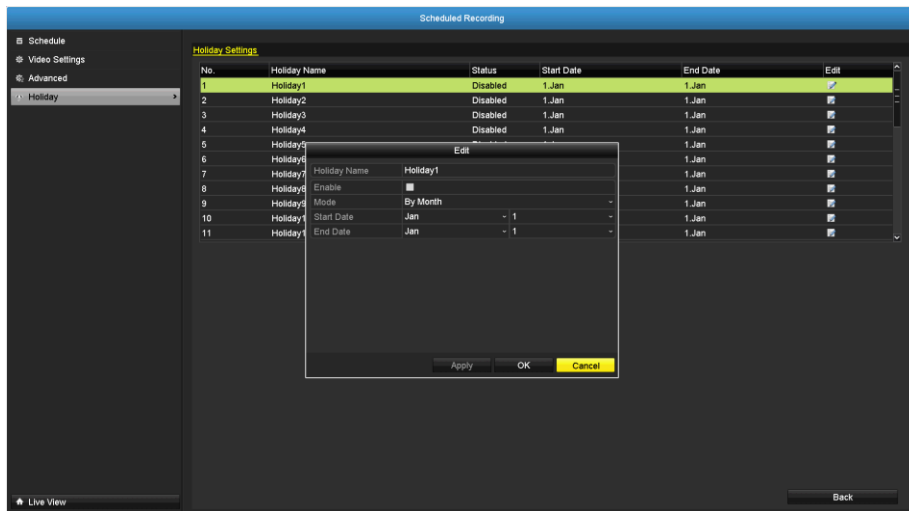 Scheduled Recording
Schedule
Video Settings
Advanced
Holiday
Live View
Holiday Settings
No. Holiday Name Status Start Date End Date Edit
1 Holiday1 Disabled 1.Jan 1.Jan
2 Holiday2 Disabled 1.Jan 1.Jan
3 Holiday3 Disabled 1.Jan 1.Jan
4 Holiday4 Disabled 1.Jan 1.Jan
5 1.Jan
6 1.Jan
7 Holiday7 1.Jan
8 1.Jan
9 1.Jan
10 Holiday1 1.Jan
11 Holiday1 1.Jan
Edit
Holiday Name Holiday1
Enable
Mode By Month
Start Date Jan 1
End Date Jan 1
Apply OK Cancel
Back